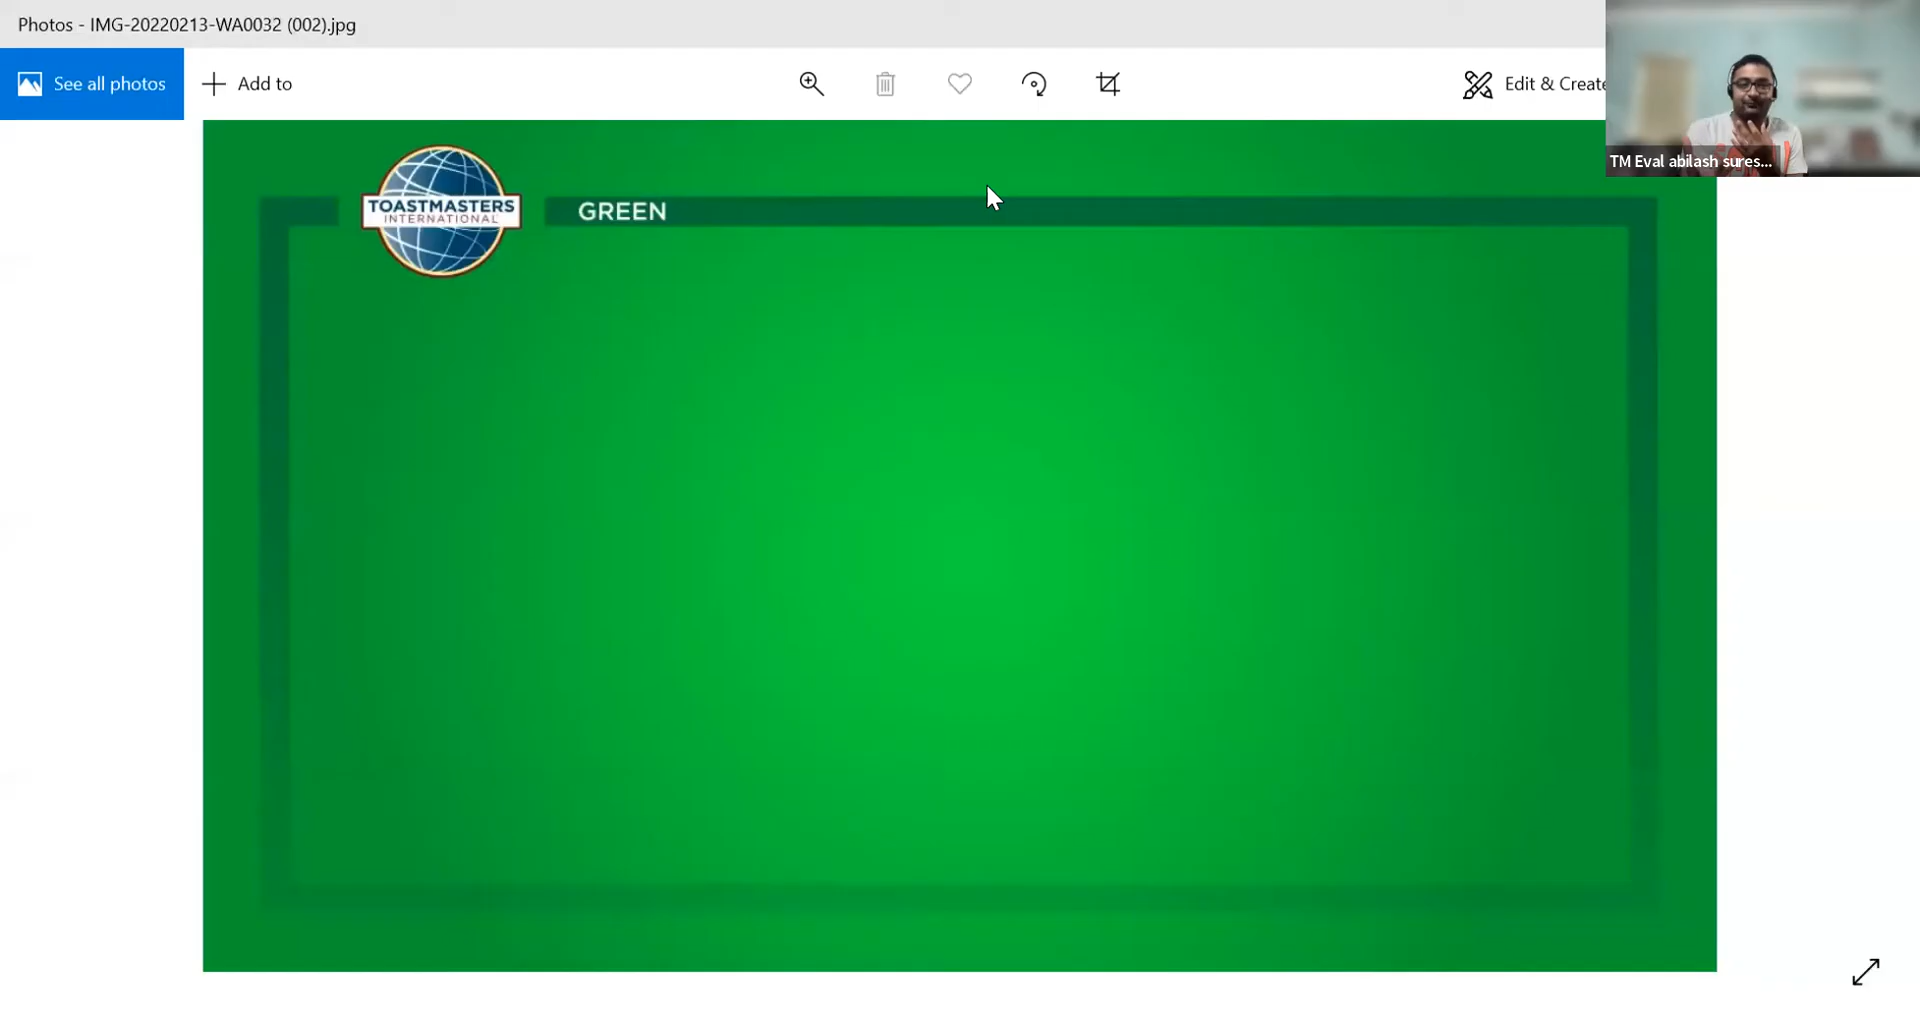 Photos - IMG-20220213-WA0032 (002).jpg
See all photos
Add to
Edit & Create
TOASTMASTERS
INTERNATIONAL
GREEN
TM Eval abilash sures...